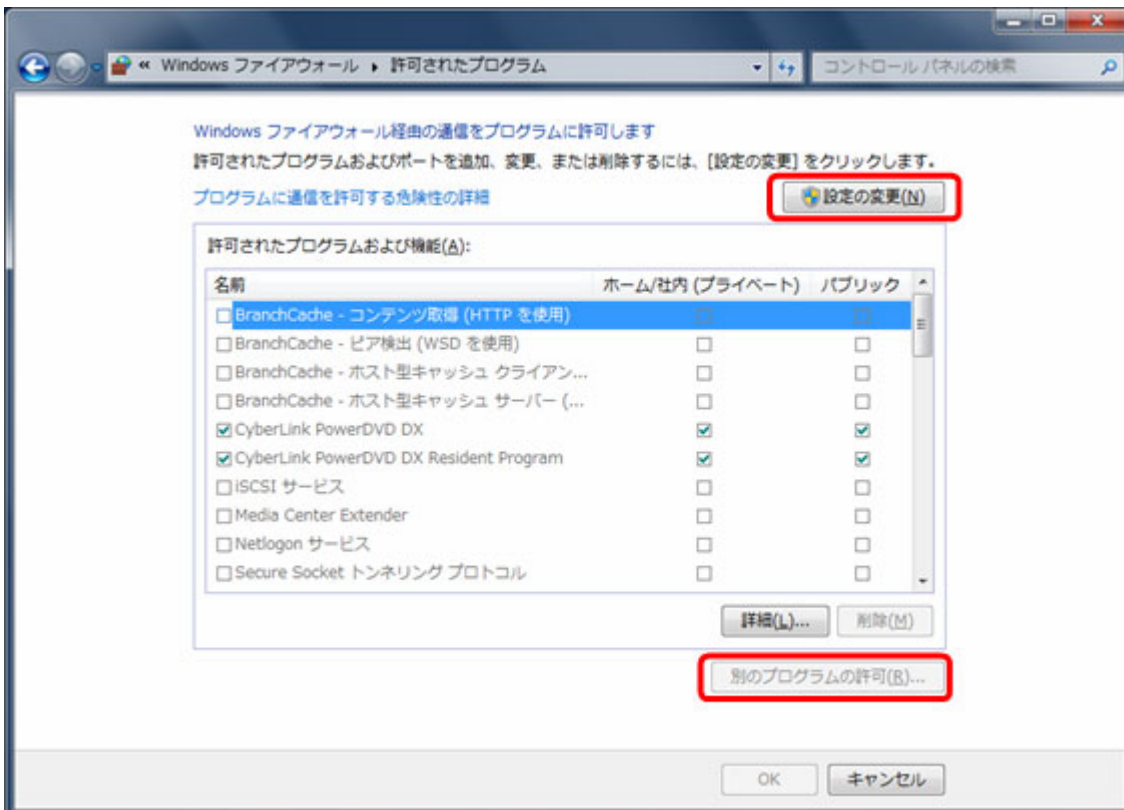 « Windows ファイアウォール ▸ 許可されたプログラム
コントロール パネルの検索
Windows ファイアウォール経由の通信をプログラムに許可します
許可されたプログラムおよびポートを追加、変更、または削除するには、[設定の変更] をクリックします。
プログラムに通信を許可する危険性の詳細
設定の変更(N)
許可されたプログラムおよび機能(A):
名前 ホーム/社内 (プライベート) パブリック
BranchCache - コンテンツ取得 (HTTP を使用)
BranchCache - ピア検出 (WSD を使用)
BranchCache - ホスト型キャッシュ クライアン...
BranchCache - ホスト型キャッシュ サーバー (...
CyberLink PowerDVD DX
CyberLink PowerDVD DX Resident Program
iSCSI サービス
Media Center Extender
Netlogon サービス
Secure Socket トンネリング プロトコル
詳細(L)... 削除(M)
別のプログラムの許可(R)...
OK キャンセル